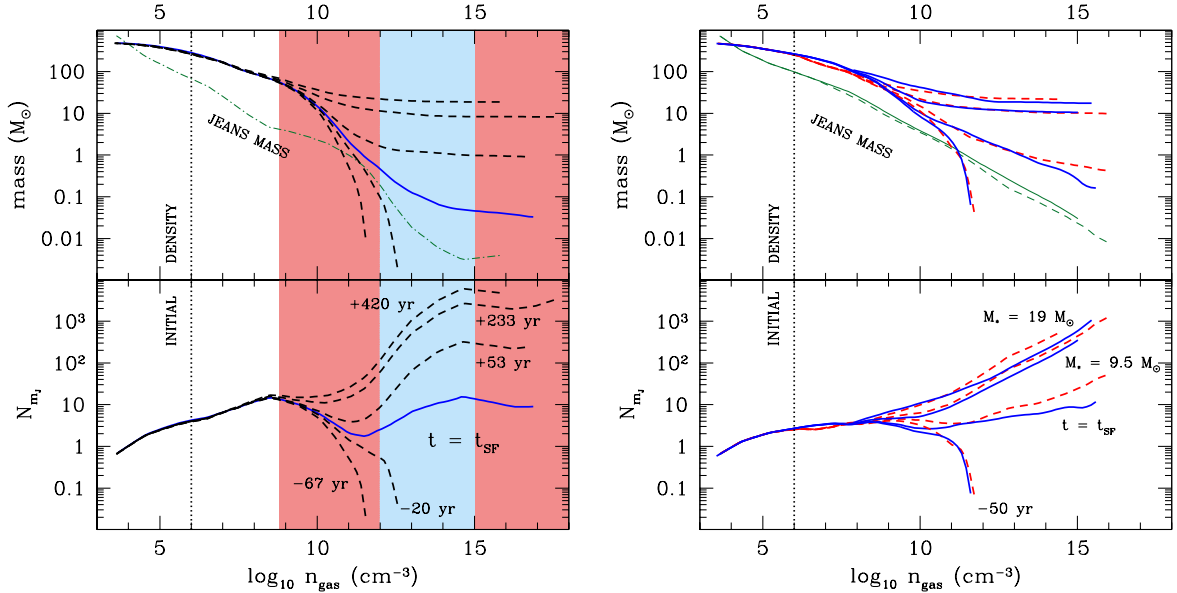 5 10 15
5 10 15
100
10
1
0.1
0.01
mass (M⊙)
JEANS MASS
DENSITY
100
10
1
0.1
0.01
mass (M⊙)
JEANS MASS
DENSITY
10³
10²
10
1
0.1
N_mJ
INITIAL
+420 yr
+233 yr
+53 yr
t = t_SF
−67 yr
−20 yr
10³
10²
10
1
0.1
N_mJ
INITIAL
M* = 19 M⊙
M* = 9.5 M⊙
t = t_SF
−50 yr
5 10 15
log₁₀ n_gas (cm⁻³)
5 10 15
log₁₀ n_gas (cm⁻³)